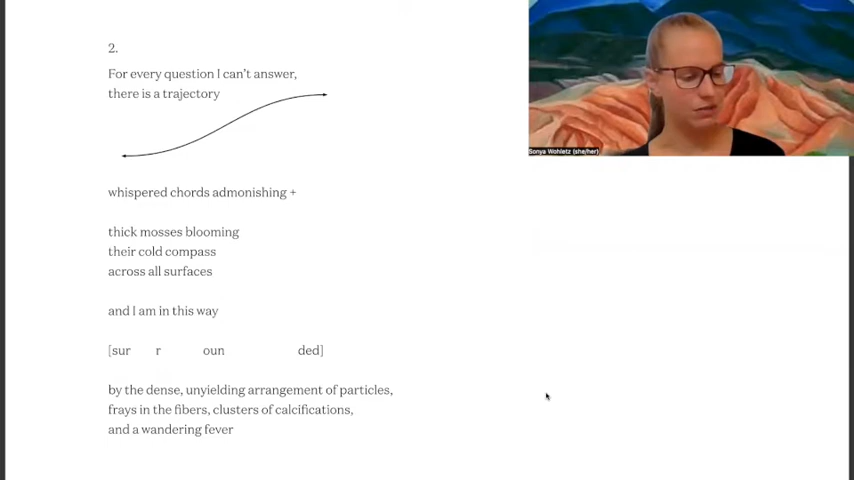 2.
For every question I can't answer,
there is a trajectory
whispered chords admonishing +
thick mosses blooming
their cold compass
across all surfaces
and I am in this way
[sur r oun ded]
by the dense, unyielding arrangement of particles,
frays in the fibers, clusters of calcifications,
and a wandering fever
Sonya Wohletz (she/her)